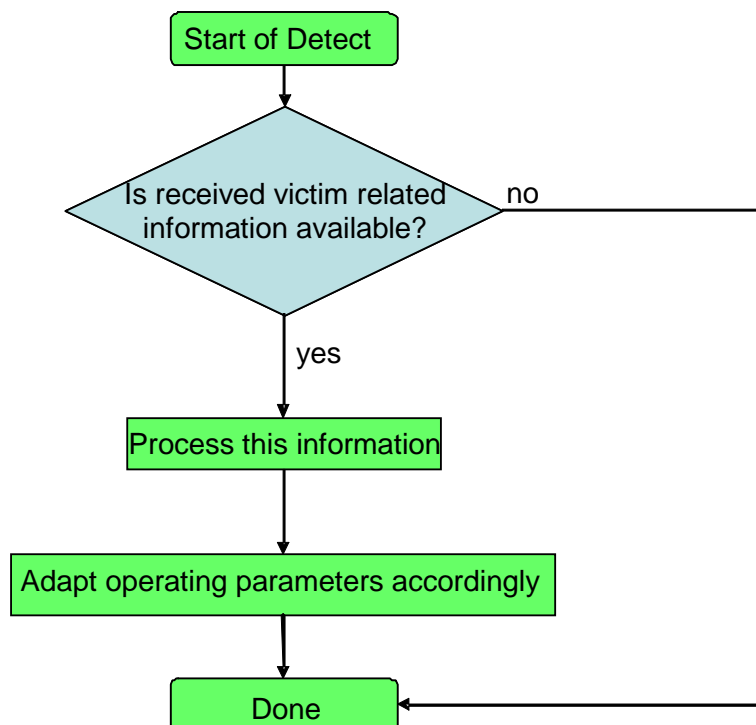 Start of Detect
Is received victim related
information available?
no
yes
Process this information
Adapt operating parameters accordingly
Done